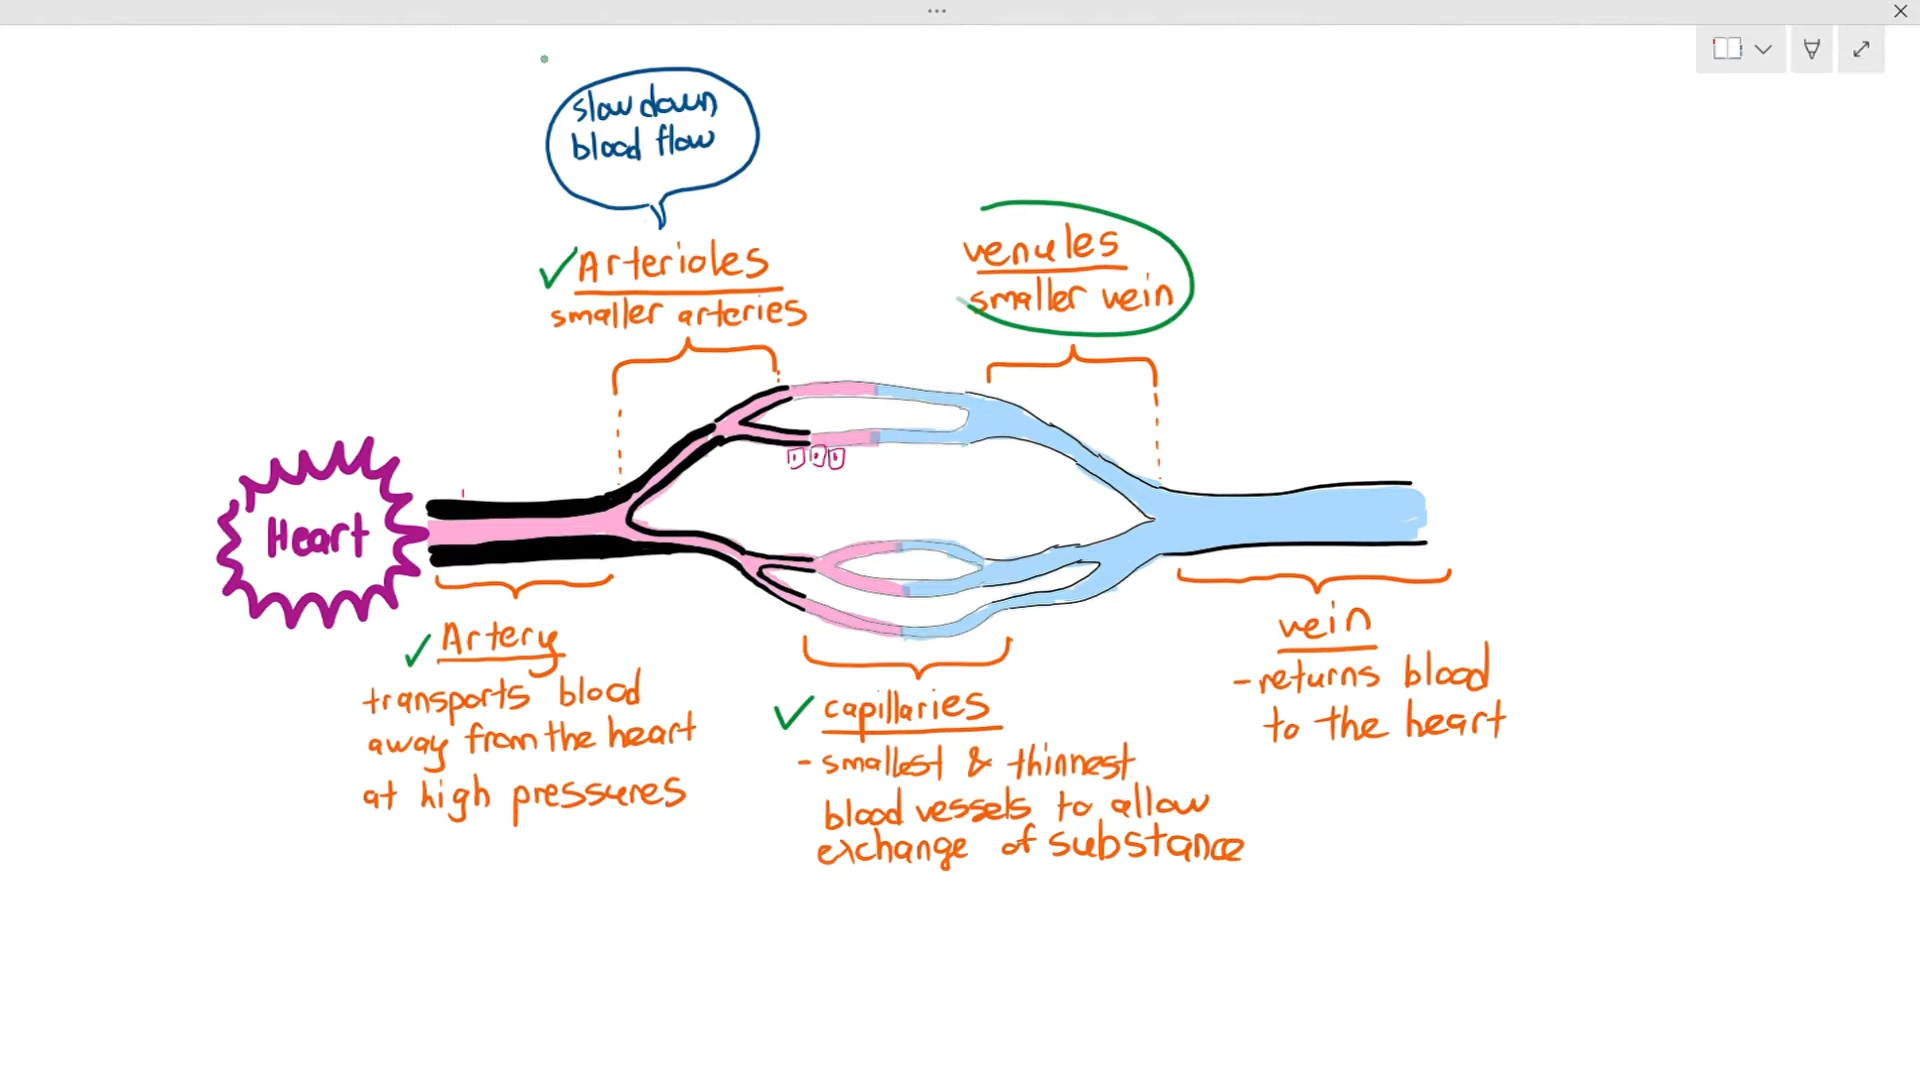 slow down
blood flow
Arterioles
smaller arteries
venules
smaller vein
Heart
Artery
transports blood
away from the heart
at high pressures
capillaries
- smallest & thinnest
blood vessels to allow
exchange of substance
vein
- returns blood
to the heart